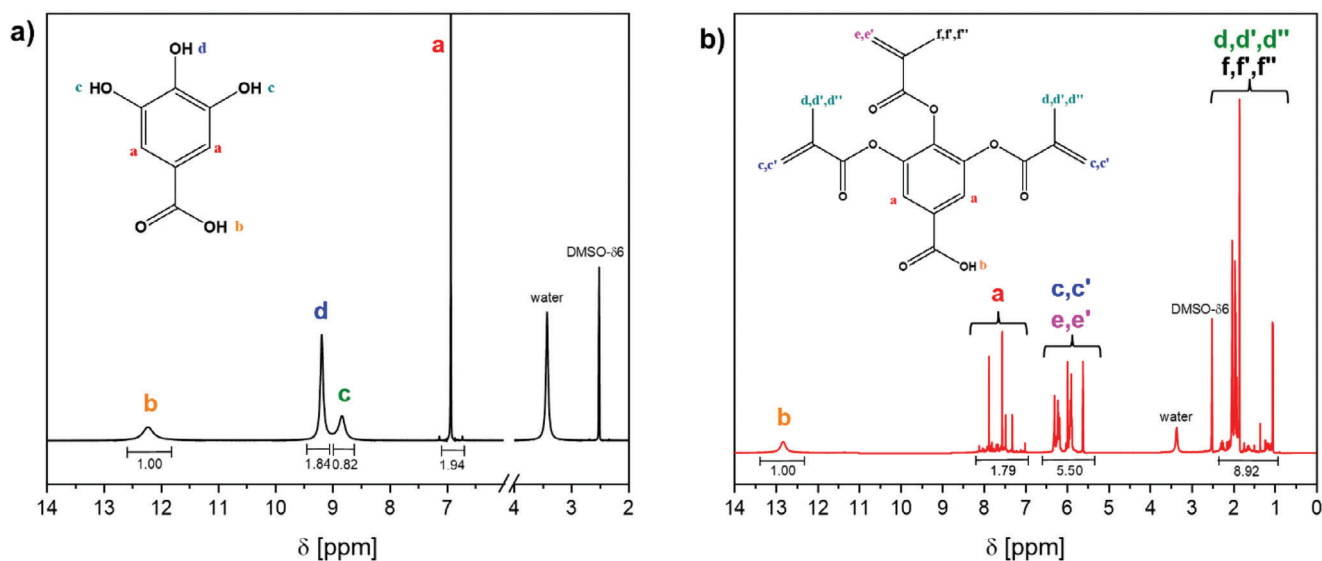 a)
OH d
c HO
OH c
a
a
O
OH b
a
d
c
b
water
DMSO-δ6
1.00
1.84
0.82
1.94
14 13 12 11 10 9 8 7 4 3 2
δ [ppm]
b)
e,e'
f,f',f''
O
O
d,d',d''
d,d',d''
c,c'
O
O
c,c'
O
O
a
a
O
OH b
d,d',d''
f,f',f''
c,c'
e,e'
a
b
DMSO-δ6
water
1.00
1.79
5.50
8.92
14 13 12 11 10 9 8 7 6 5 4 3 2 1 0
δ [ppm]